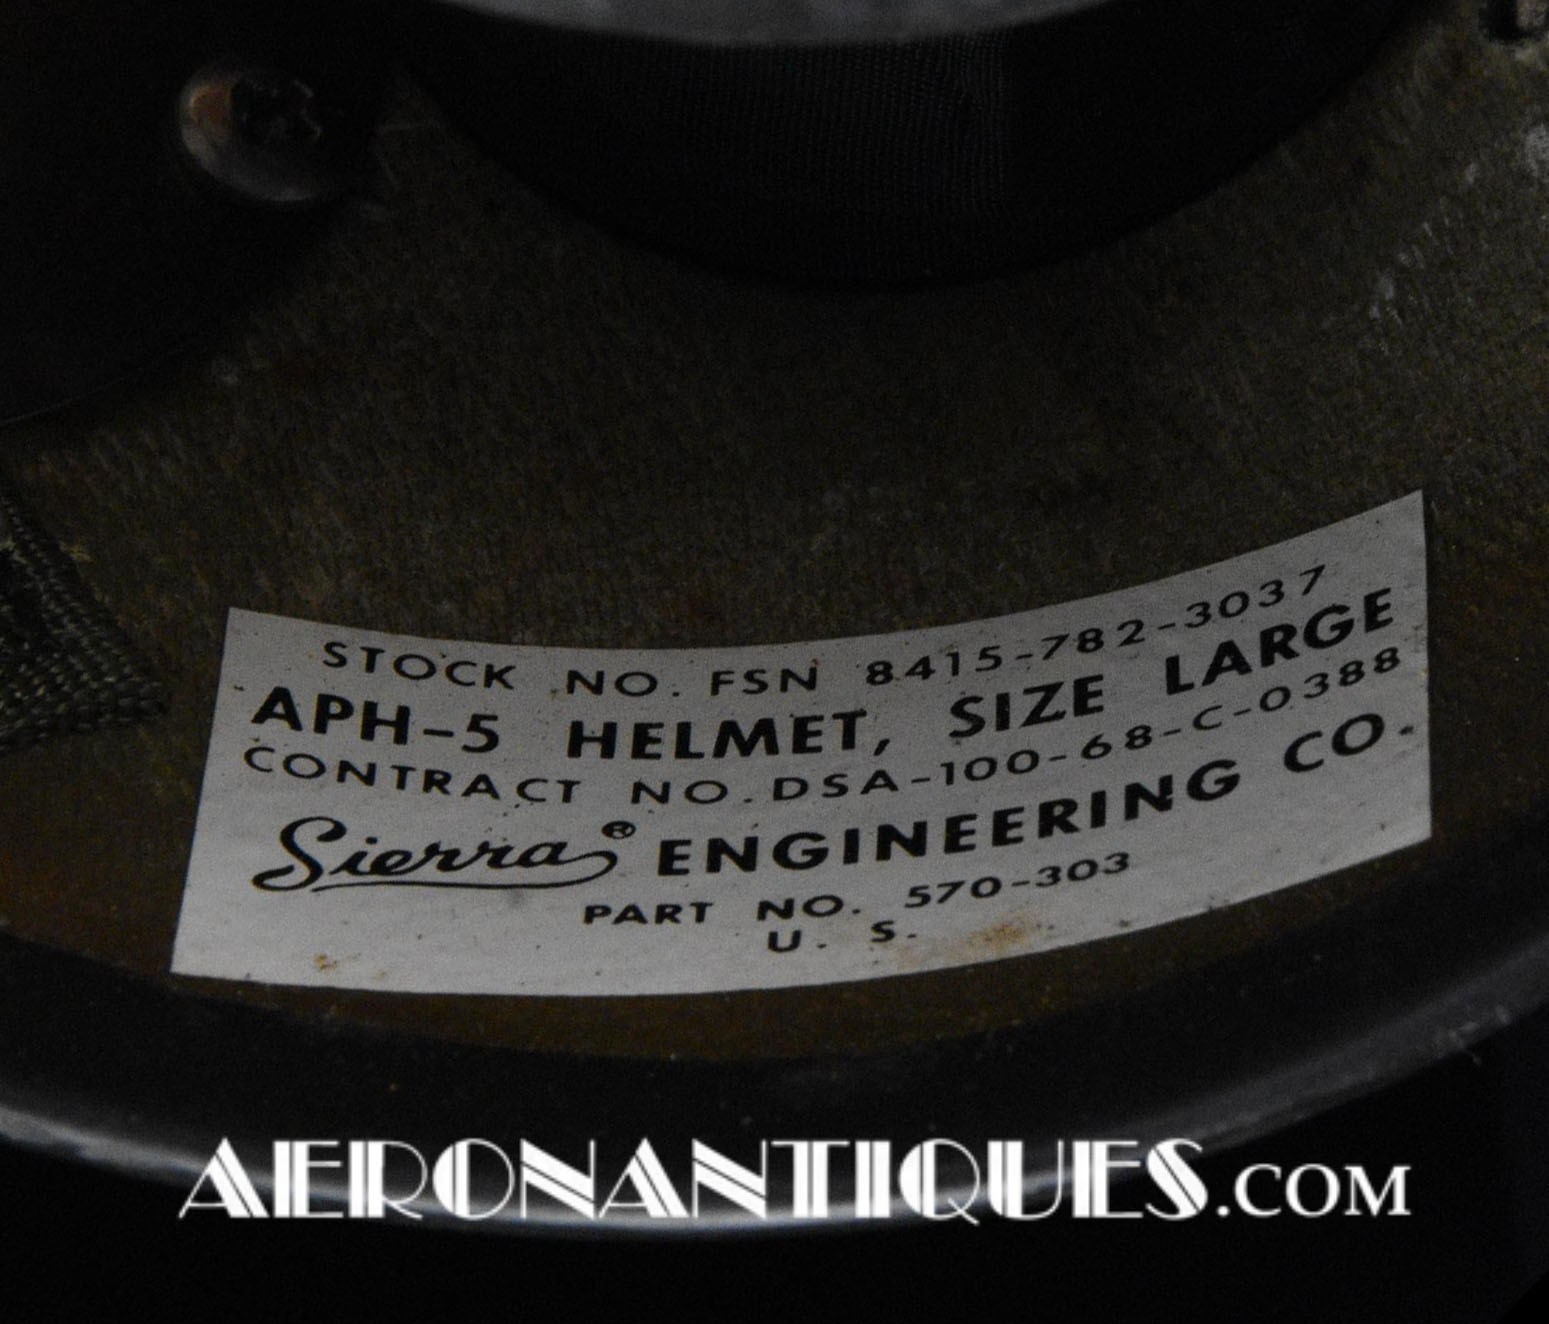 STOCK NO. FSN 8415-782-3037
APH-5 HELMET, SIZE LARGE
CONTRACT NO. DSA-100-68-C-0388
Sierra® ENGINEERING CO.
PART NO. 570-303
U. S.
AERONANTIQUES.COM